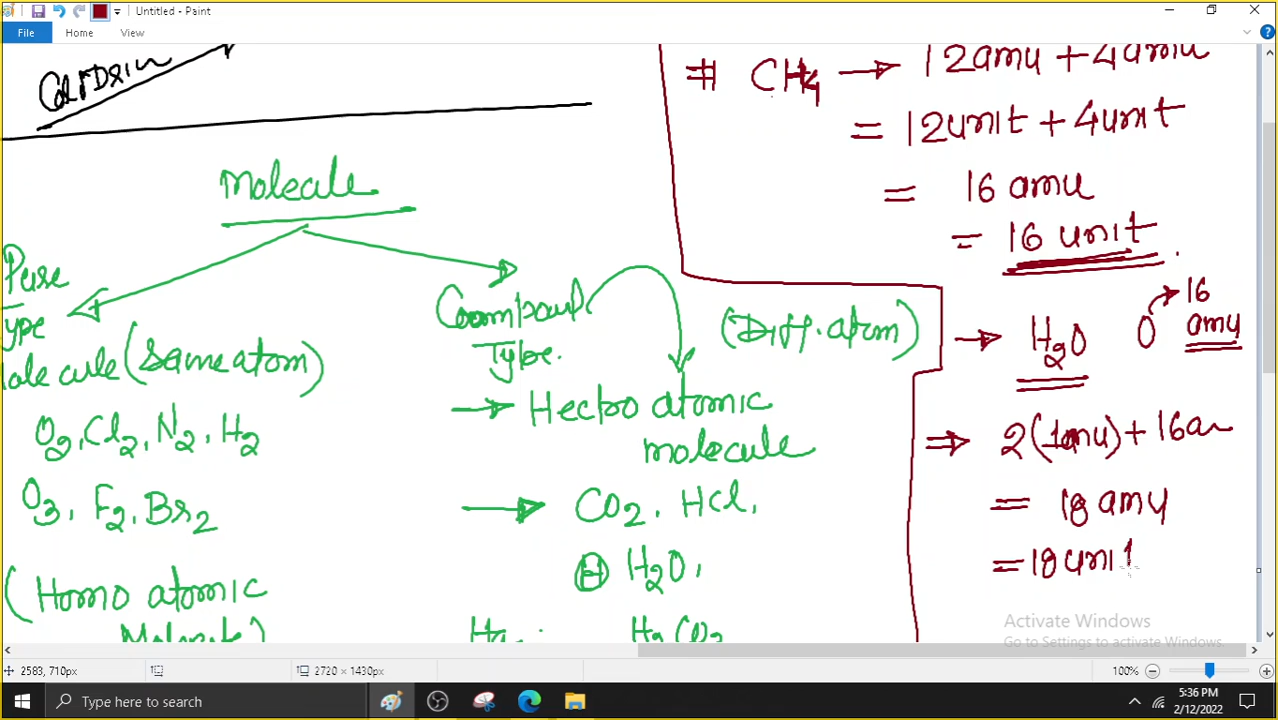 Untitled - Paint
File Home View
# CH4 → 12amu + 4amu
= 12unit + 4unit
= 16 amu
= 16 unit
molecule
Pure
Type
molecule (Same atom)
O2, Cl2, N2, H2
O3, F2, Br2
(Homo atomic
Molecule)
Type.
(Diff. atom)
→ Hectro atomic
molecule
→ CO2, HCl,
H H2O,
→ H2O O → 16
amu
⇒ 2(1amu) + 16a
= 18 amu
= 18 unit
Activate Windows
Go to Settings to activate Windows.
2583, 710px 2720 × 1430px 100%
Type here to search
5:36 PM
2/12/2022